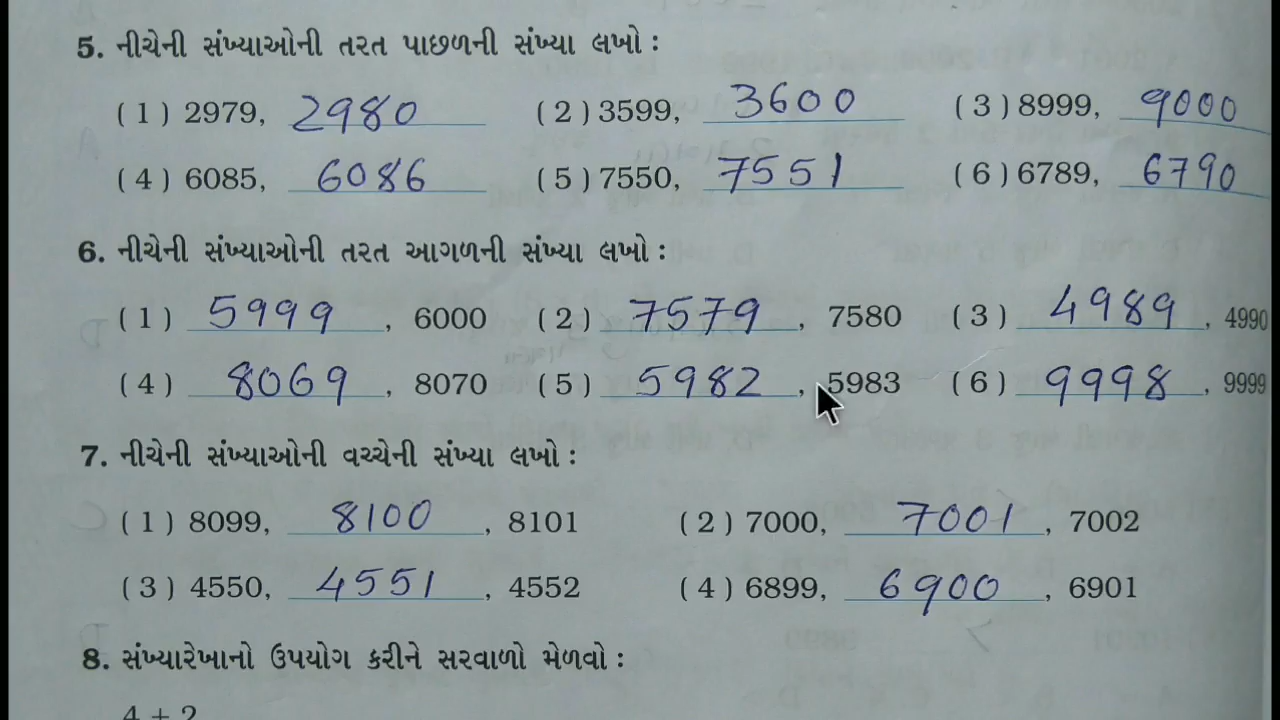 5. નીચેની સંખ્યાઓની તરત પાછળની સંખ્યા લખો :
( 1 ) 2979, 2980 ( 2 ) 3599, 3600 ( 3 ) 8999, 9000
( 4 ) 6085, 6086 ( 5 ) 7550, 7551 ( 6 ) 6789, 6790
6. નીચેની સંખ્યાઓની તરત આગળની સંખ્યા લખો :
( 1 ) 5999, 6000 ( 2 ) 7579, 7580 ( 3 ) 4989, 4990
( 4 ) 8069, 8070 ( 5 ) 5982, 5983 ( 6 ) 9998, 9999
7. નીચેની સંખ્યાઓની વચ્ચેની સંખ્યા લખો :
( 1 ) 8099, 8100, 8101 ( 2 ) 7000, 7001, 7002
( 3 ) 4550, 4551, 4552 ( 4 ) 6899, 6900, 6901
8. સંખ્યારેખાનો ઉપયોગ કરીને સરવાળો મેળવો :
4 + 2